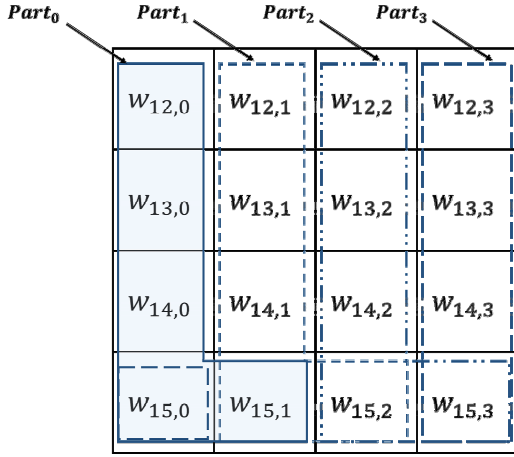 Part₀ Part₁ Part₂ Part₃
w₁₂,₀ w₁₂,₁ w₁₂,₂ w₁₂,₃
w₁₃,₀ w₁₃,₁ w₁₃,₂ w₁₃,₃
w₁₄,₀ w₁₄,₁ w₁₄,₂ w₁₄,₃
w₁₅,₀ w₁₅,₁ w₁₅,₂ w₁₅,₃